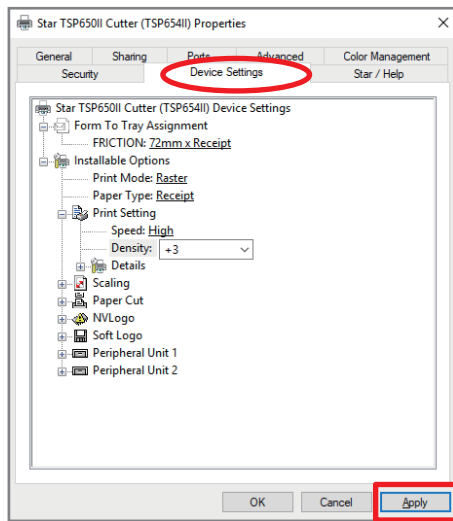 Star TSP650II Cutter (TSP654II) Properties
General Sharing Ports Advanced Color Management
Security Device Settings Star / Help
Star TSP650II Cutter (TSP654II) Device Settings
Form To Tray Assignment
FRICTION: 72mm x Receipt
Installable Options
Print Mode: Raster
Paper Type: Receipt
Print Setting
Speed: High
Density: +3
Details
Scaling
Paper Cut
NVLogo
Soft Logo
Peripheral Unit 1
Peripheral Unit 2
OK Cancel Apply